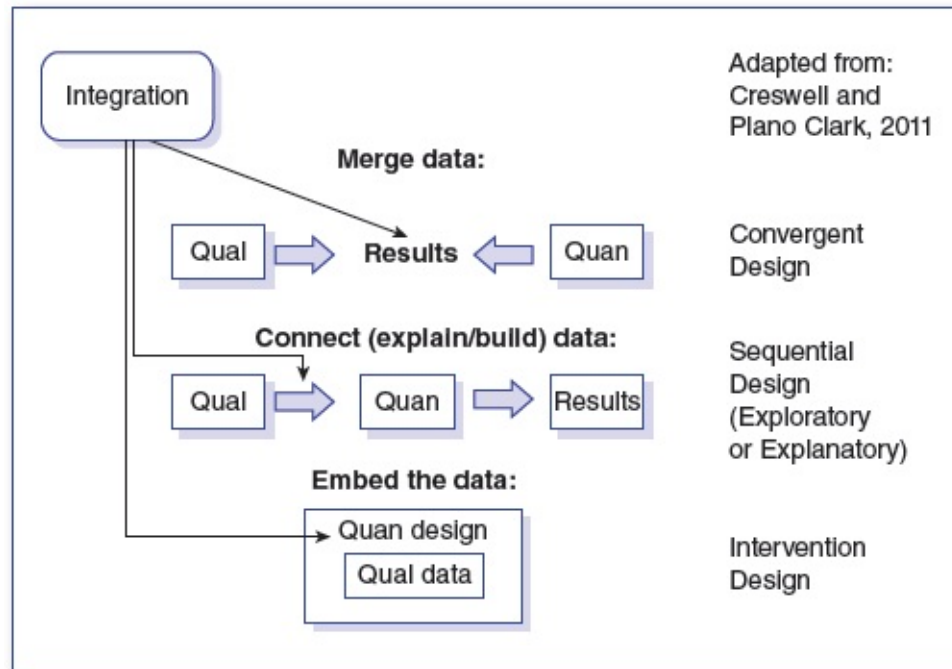 Integration
Adapted from:
Creswell and
Plano Clark, 2011
Merge data:
Qual
Results
Quan
Convergent
Design
Connect (explain/build) data:
Qual
Quan
Results
Sequential
Design
(Exploratory
or Explanatory)
Embed the data:
Quan design
Qual data
Intervention
Design